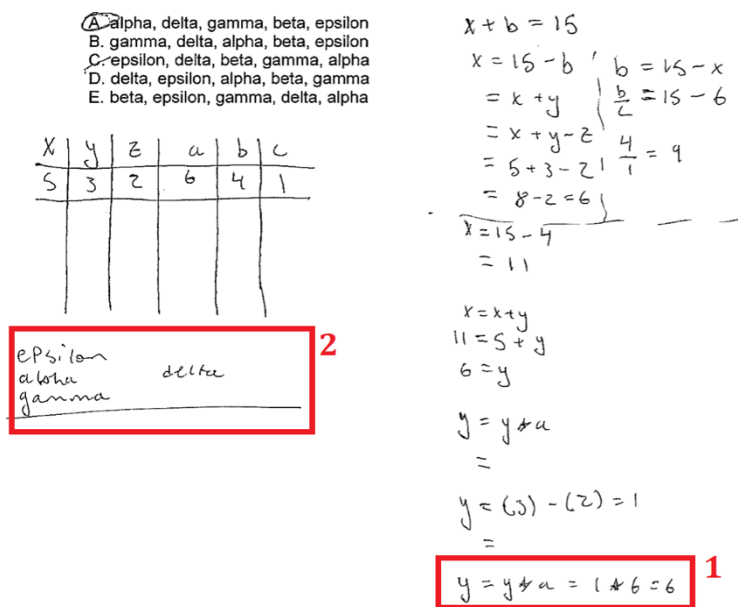 A. alpha, delta, gamma, beta, epsilon
B. gamma, delta, alpha, beta, epsilon
C. epsilon, delta, beta, gamma, alpha
D. delta, epsilon, alpha, beta, gamma
E. beta, epsilon, gamma, delta, alpha
x y z a b c
5 3 2 6 4 1
epsilon
alpha delta
gamma
2
x + b = 15
x = 15 - b
= x + y
= x + y - z
= 5 + 3 - 2
= 8 - 2 = 6
b = 15 - x
b/c = 15 - 6
4/1 = 9
x = 15 - 4
= 11
x = x + y
11 = 5 + y
6 = y
y = y * a
=
y = (3) - (2) = 1
=
y = y * a = 1 * 6 = 6
1